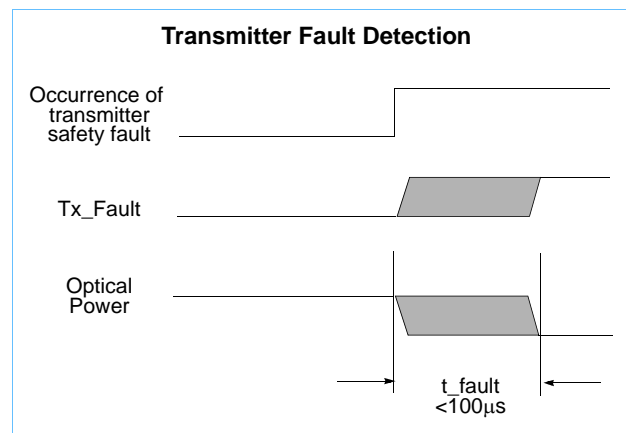 Transmitter Fault Detection
Occurrence of
transmitter
safety fault
Tx_Fault
Optical
Power
t_fault
<100μs